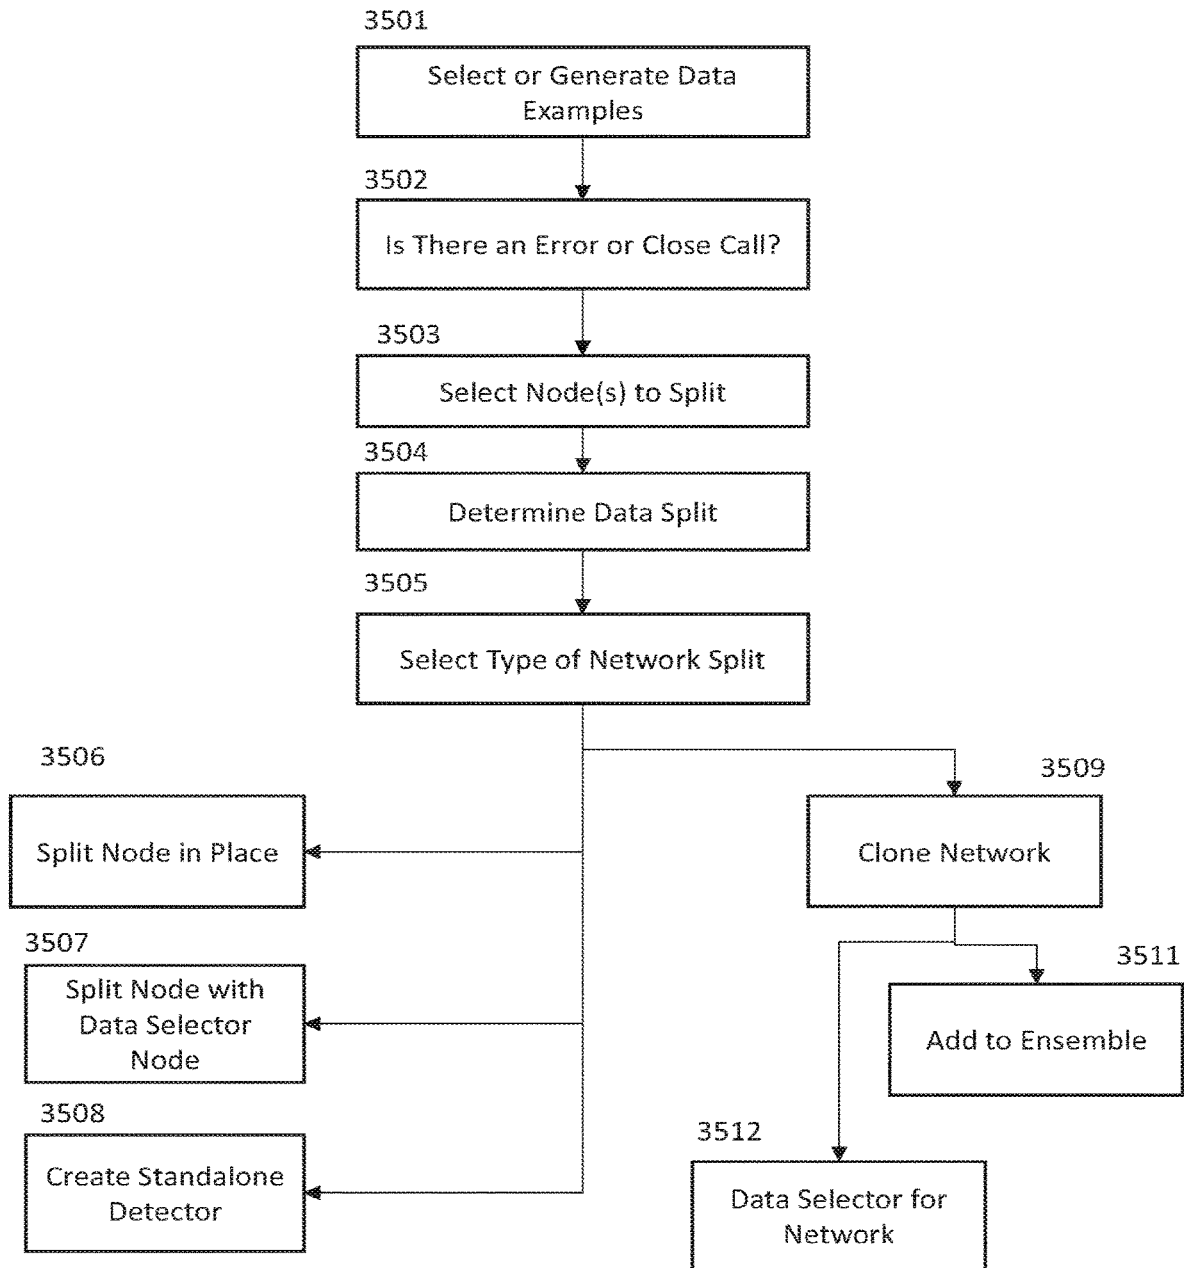 3501
Select or Generate Data
Examples
3502
Is There an Error or Close Call?
3503
Select Node(s) to Split
3504
Determine Data Split
3505
Select Type of Network Split
3506
Split Node in Place
3509
Clone Network
3507
Split Node with
Data Selector
Node
3511
Add to Ensemble
3508
Create Standalone
Detector
3512
Data Selector for
Network